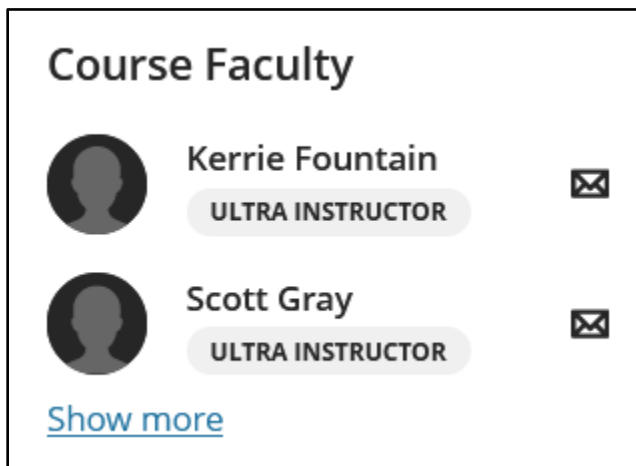 Course Faculty
Kerrie Fountain
ULTRA INSTRUCTOR
Scott Gray
ULTRA INSTRUCTOR
Show more